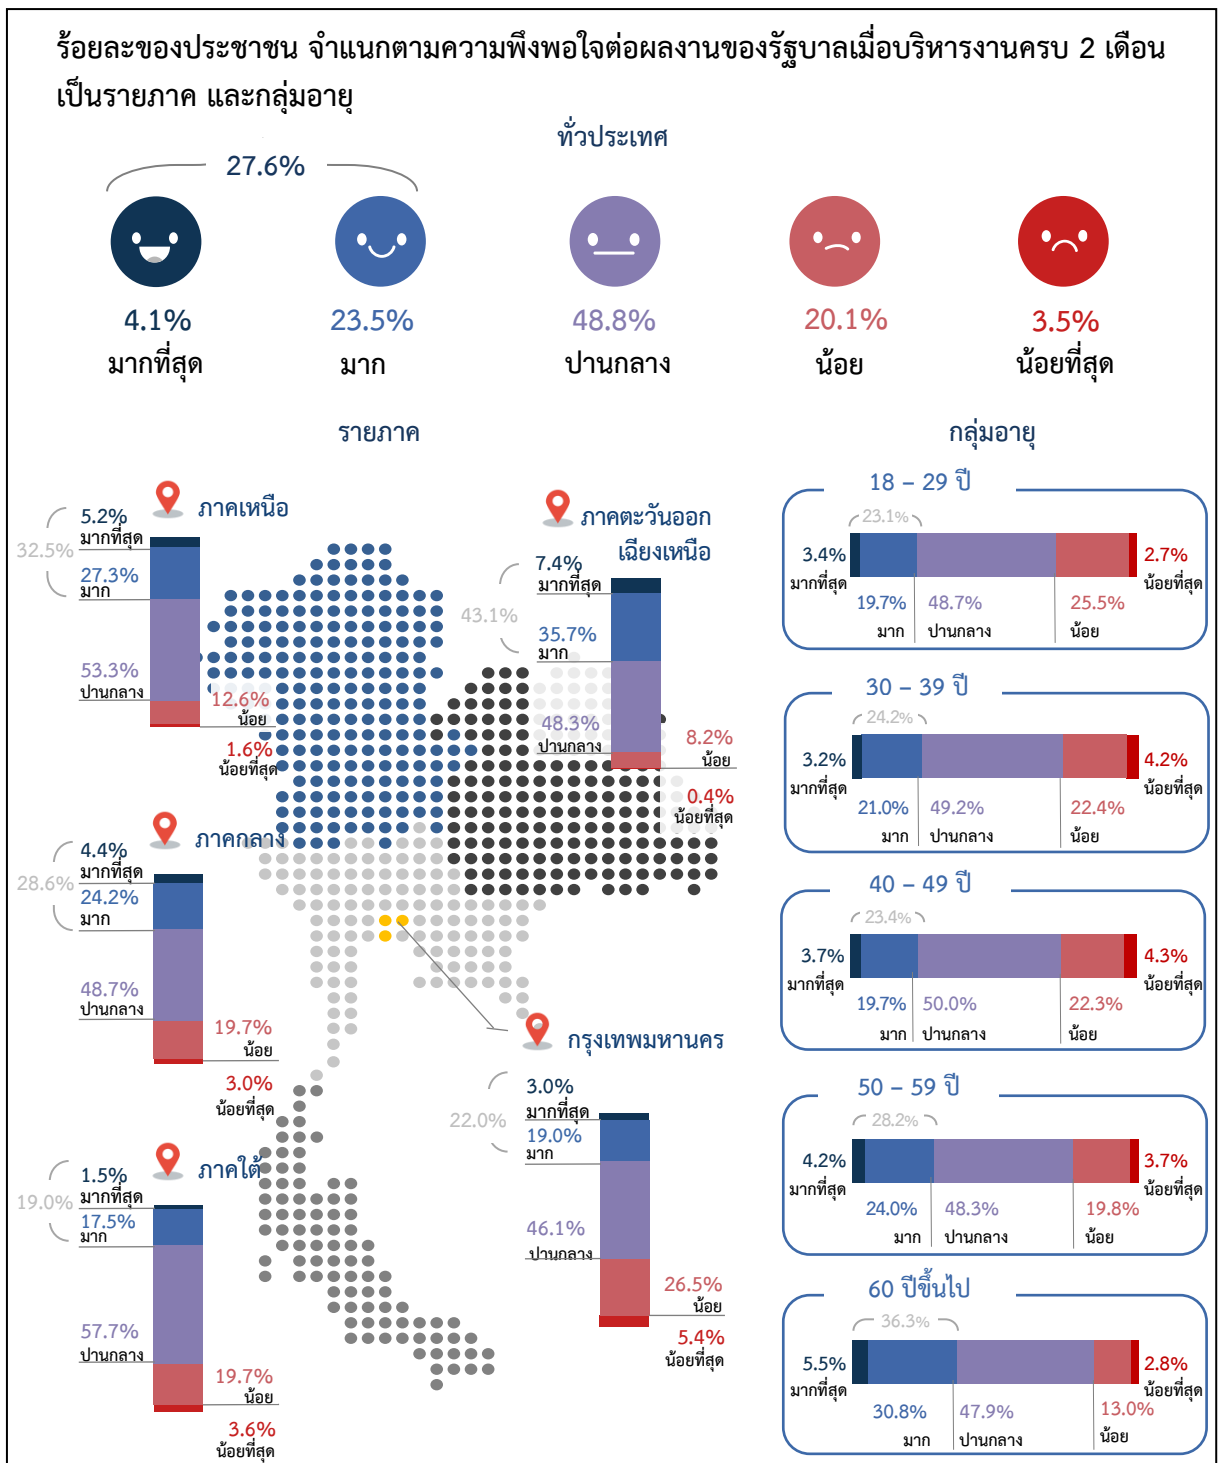 ร้อยละของประชาชน จำแนกตามความพึงพอใจต่อผลงานของรัฐบาลเมื่อบริหารงานครบ 2 เดือน
เป็นรายภาค และกลุ่มอายุ
ทั่วประเทศ
27.6%
4.1%
มากที่สุด
23.5%
มาก
48.8%
ปานกลาง
20.1%
น้อย
3.5%
น้อยที่สุด
รายภาค
ภาคเหนือ
32.5%
5.2%
มากที่สุด
27.3%
มาก
53.3%
ปานกลาง
12.6%
น้อย
1.6%
น้อยที่สุด
ภาคตะวันออก
เฉียงเหนือ
43.1%
7.4%
มากที่สุด
35.7%
มาก
48.3%
ปานกลาง
8.2%
น้อย
0.4%
น้อยที่สุด
ภาคกลาง
28.6%
4.4%
มากที่สุด
24.2%
มาก
48.7%
ปานกลาง
19.7%
น้อย
3.0%
น้อยที่สุด
กรุงเทพมหานคร
22.0%
3.0%
มากที่สุด
19.0%
มาก
46.1%
ปานกลาง
26.5%
น้อย
5.4%
น้อยที่สุด
ภาคใต้
19.0%
1.5%
มากที่สุด
17.5%
มาก
57.7%
ปานกลาง
19.7%
น้อย
3.6%
น้อยที่สุด
กลุ่มอายุ
18 – 29 ปี
23.1%
3.4%
มากที่สุด
19.7%
มาก
48.7%
ปานกลาง
25.5%
น้อย
2.7%
น้อยที่สุด
30 – 39 ปี
24.2%
3.2%
มากที่สุด
21.0%
มาก
49.2%
ปานกลาง
22.4%
น้อย
4.2%
น้อยที่สุด
40 – 49 ปี
23.4%
3.7%
มากที่สุด
19.7%
มาก
50.0%
ปานกลาง
22.3%
น้อย
4.3%
น้อยที่สุด
50 – 59 ปี
28.2%
4.2%
มากที่สุด
24.0%
มาก
48.3%
ปานกลาง
19.8%
น้อย
3.7%
น้อยที่สุด
60 ปีขึ้นไป
36.3%
5.5%
มากที่สุด
30.8%
มาก
47.9%
ปานกลาง
13.0%
น้อย
2.8%
น้อยที่สุด